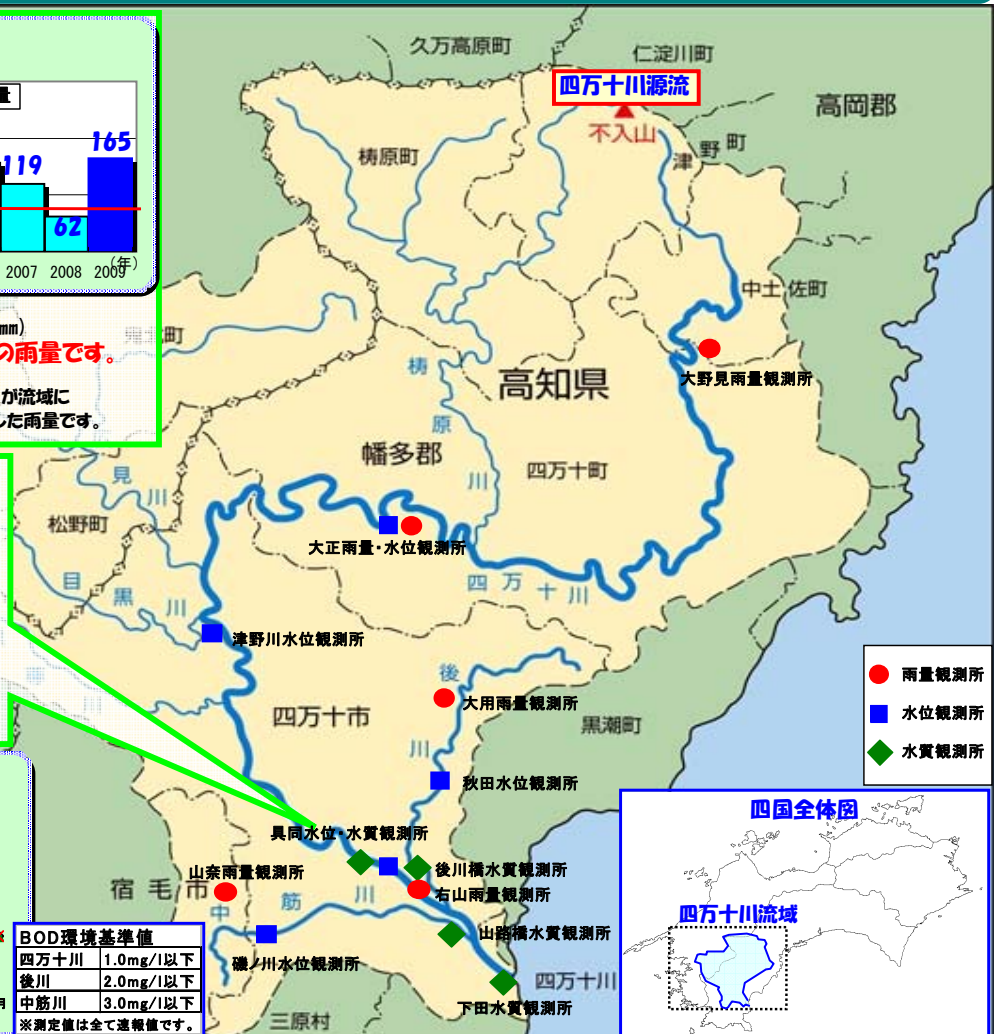 量
119
62
165
2007 2008 2009
(年)
mm)
の雨量です。
が流域に
した雨量です。
久万高原町
仁淀川町
四万十川源流
不入山
高岡郡
津野町
梼原町
中土佐町
大野見雨量観測所
高知県
梼原川
幡多郡
四万十町
見川
松野町
大正雨量・水位観測所
四万十川
目黒川
津野川水位観測所
後川
大用雨量観測所
四万十市
黒潮町
秋田水位観測所
雨量観測所
水位観測所
水質観測所
具同水位・水質観測所
後川橋水質観測所
山奈雨量観測所
右山雨量観測所
宿毛市
中筋川
山路橋水質観測所
磯ノ川水位観測所
四万十川
下田水質観測所
三原村
四国全体図
四万十川流域
BOD環境基準値
四万十川 1.0mg/l以下
後川 2.0mg/l以下
中筋川 3.0mg/l以下
※測定値は全て速報値です。
月